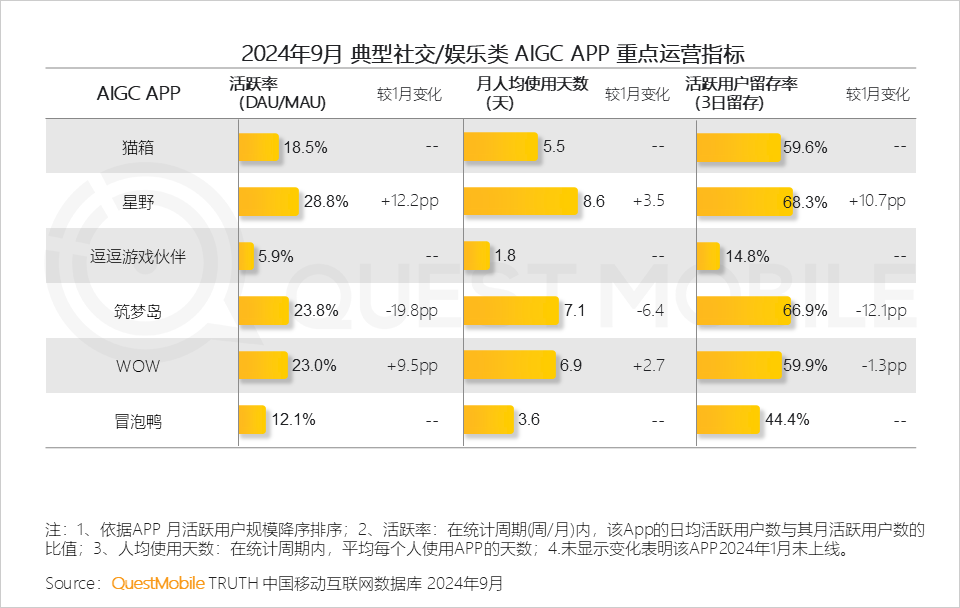 2024年9月 典型社交/娱乐类 AIGC APP 重点运营指标
AIGC APP 活跃率 (DAU/MAU) 较1月变化 月人均使用天数 (天) 较1月变化 活跃用户留存率 (3日留存) 较1月变化
猫箱 18.5% -- 5.5 -- 59.6% --
星野 28.8% +12.2pp 8.6 +3.5 68.3% +10.7pp
逗逗游戏伙伴 5.9% -- 1.8 -- 14.8% --
筑梦岛 23.8% -19.8pp 7.1 -6.4 66.9% -12.1pp
WOW 23.0% +9.5pp 6.9 +2.7 59.9% -1.3pp
冒泡鸭 12.1% -- 3.6 -- 44.4% --
QUEST MOBILE
注：1、依据APP 月活跃用户规模降序排序；2、活跃率：在统计周期(周/月)内，该App的日均活跃用户数与其月活跃用户数的
比值；3、人均使用天数：在统计周期内，平均每个人使用APP的天数；4.未显示变化表明该APP2024年1月未上线。
Source：QuestMobile TRUTH 中国移动互联网数据库 2024年9月